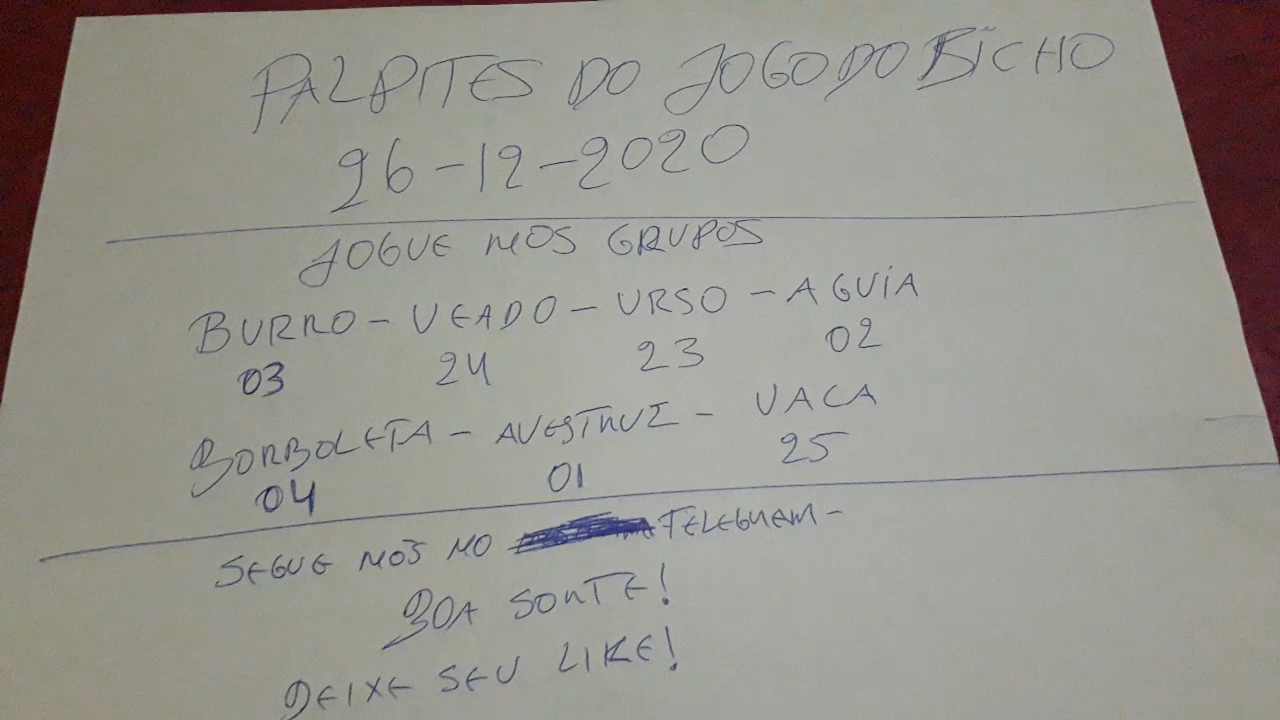 PALPITES DO JOGO DO BICHO
26-12-2020
JOGUE NOS GRUPOS
BURRO - VEADO - URSO - AGUIA
03 24 23 02
BORBOLETA - AVESTRUZ - VACA
04 01 25
SEGUE NOS NO TELEGRAM -
BOA SORTE!
DEIXE SEU LIKE!